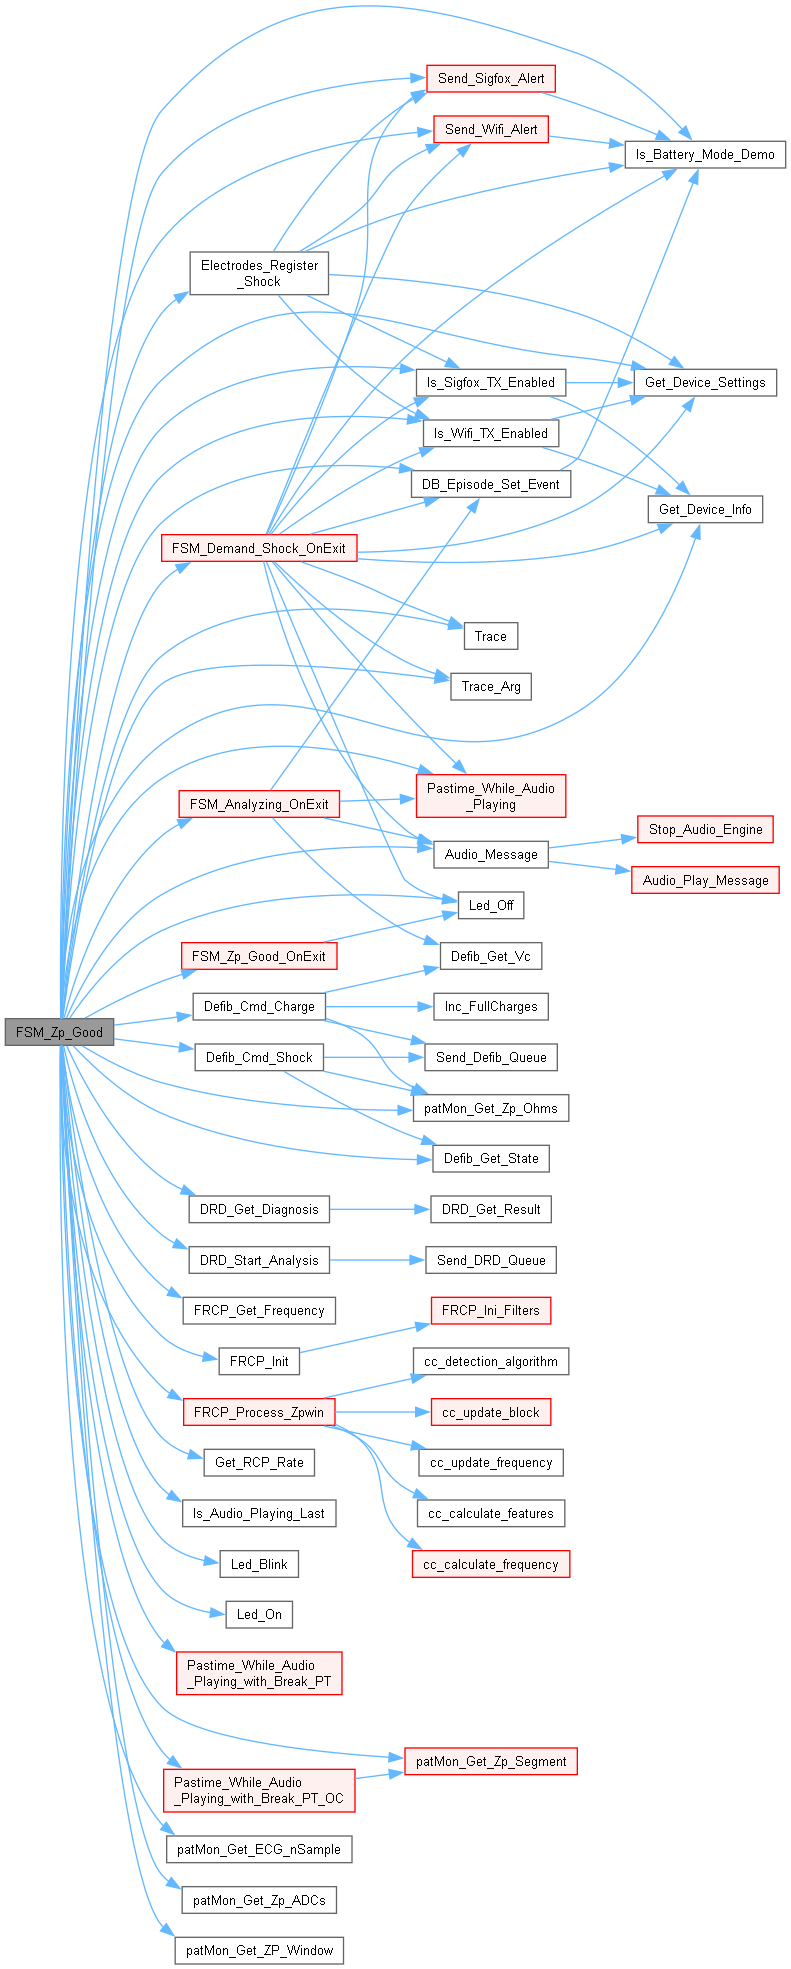 Send_Sigfox_Alert
Send_Wifi_Alert
Is_Battery_Mode_Demo
Electrodes_Register
_Shock
Is_Sigfox_TX_Enabled
Get_Device_Settings
Is_Wifi_TX_Enabled
DB_Episode_Set_Event
Get_Device_Info
FSM_Demand_Shock_OnExit
Trace
Trace_Arg
Pastime_While_Audio
_Playing
FSM_Analyzing_OnExit
Stop_Audio_Engine
Audio_Message
Audio_Play_Message
Led_Off
FSM_Zp_Good_OnExit
Defib_Get_Vc
Defib_Cmd_Charge
Inc_FullCharges
FSM_Zp_Good
Defib_Cmd_Shock
Send_Defib_Queue
patMon_Get_Zp_Ohms
Defib_Get_State
DRD_Get_Diagnosis
DRD_Get_Result
DRD_Start_Analysis
Send_DRD_Queue
FRCP_Get_Frequency
FRCP_Ini_Filters
FRCP_Init
cc_detection_algorithm
FRCP_Process_Zpwin
cc_update_block
Get_RCP_Rate
cc_update_frequency
Is_Audio_Playing_Last
cc_calculate_features
Led_Blink
cc_calculate_frequency
Led_On
Pastime_While_Audio
_Playing_with_Break_PT
patMon_Get_Zp_Segment
Pastime_While_Audio
_Playing_with_Break_PT_OC
patMon_Get_ECG_nSample
patMon_Get_Zp_ADCs
patMon_Get_ZP_Window